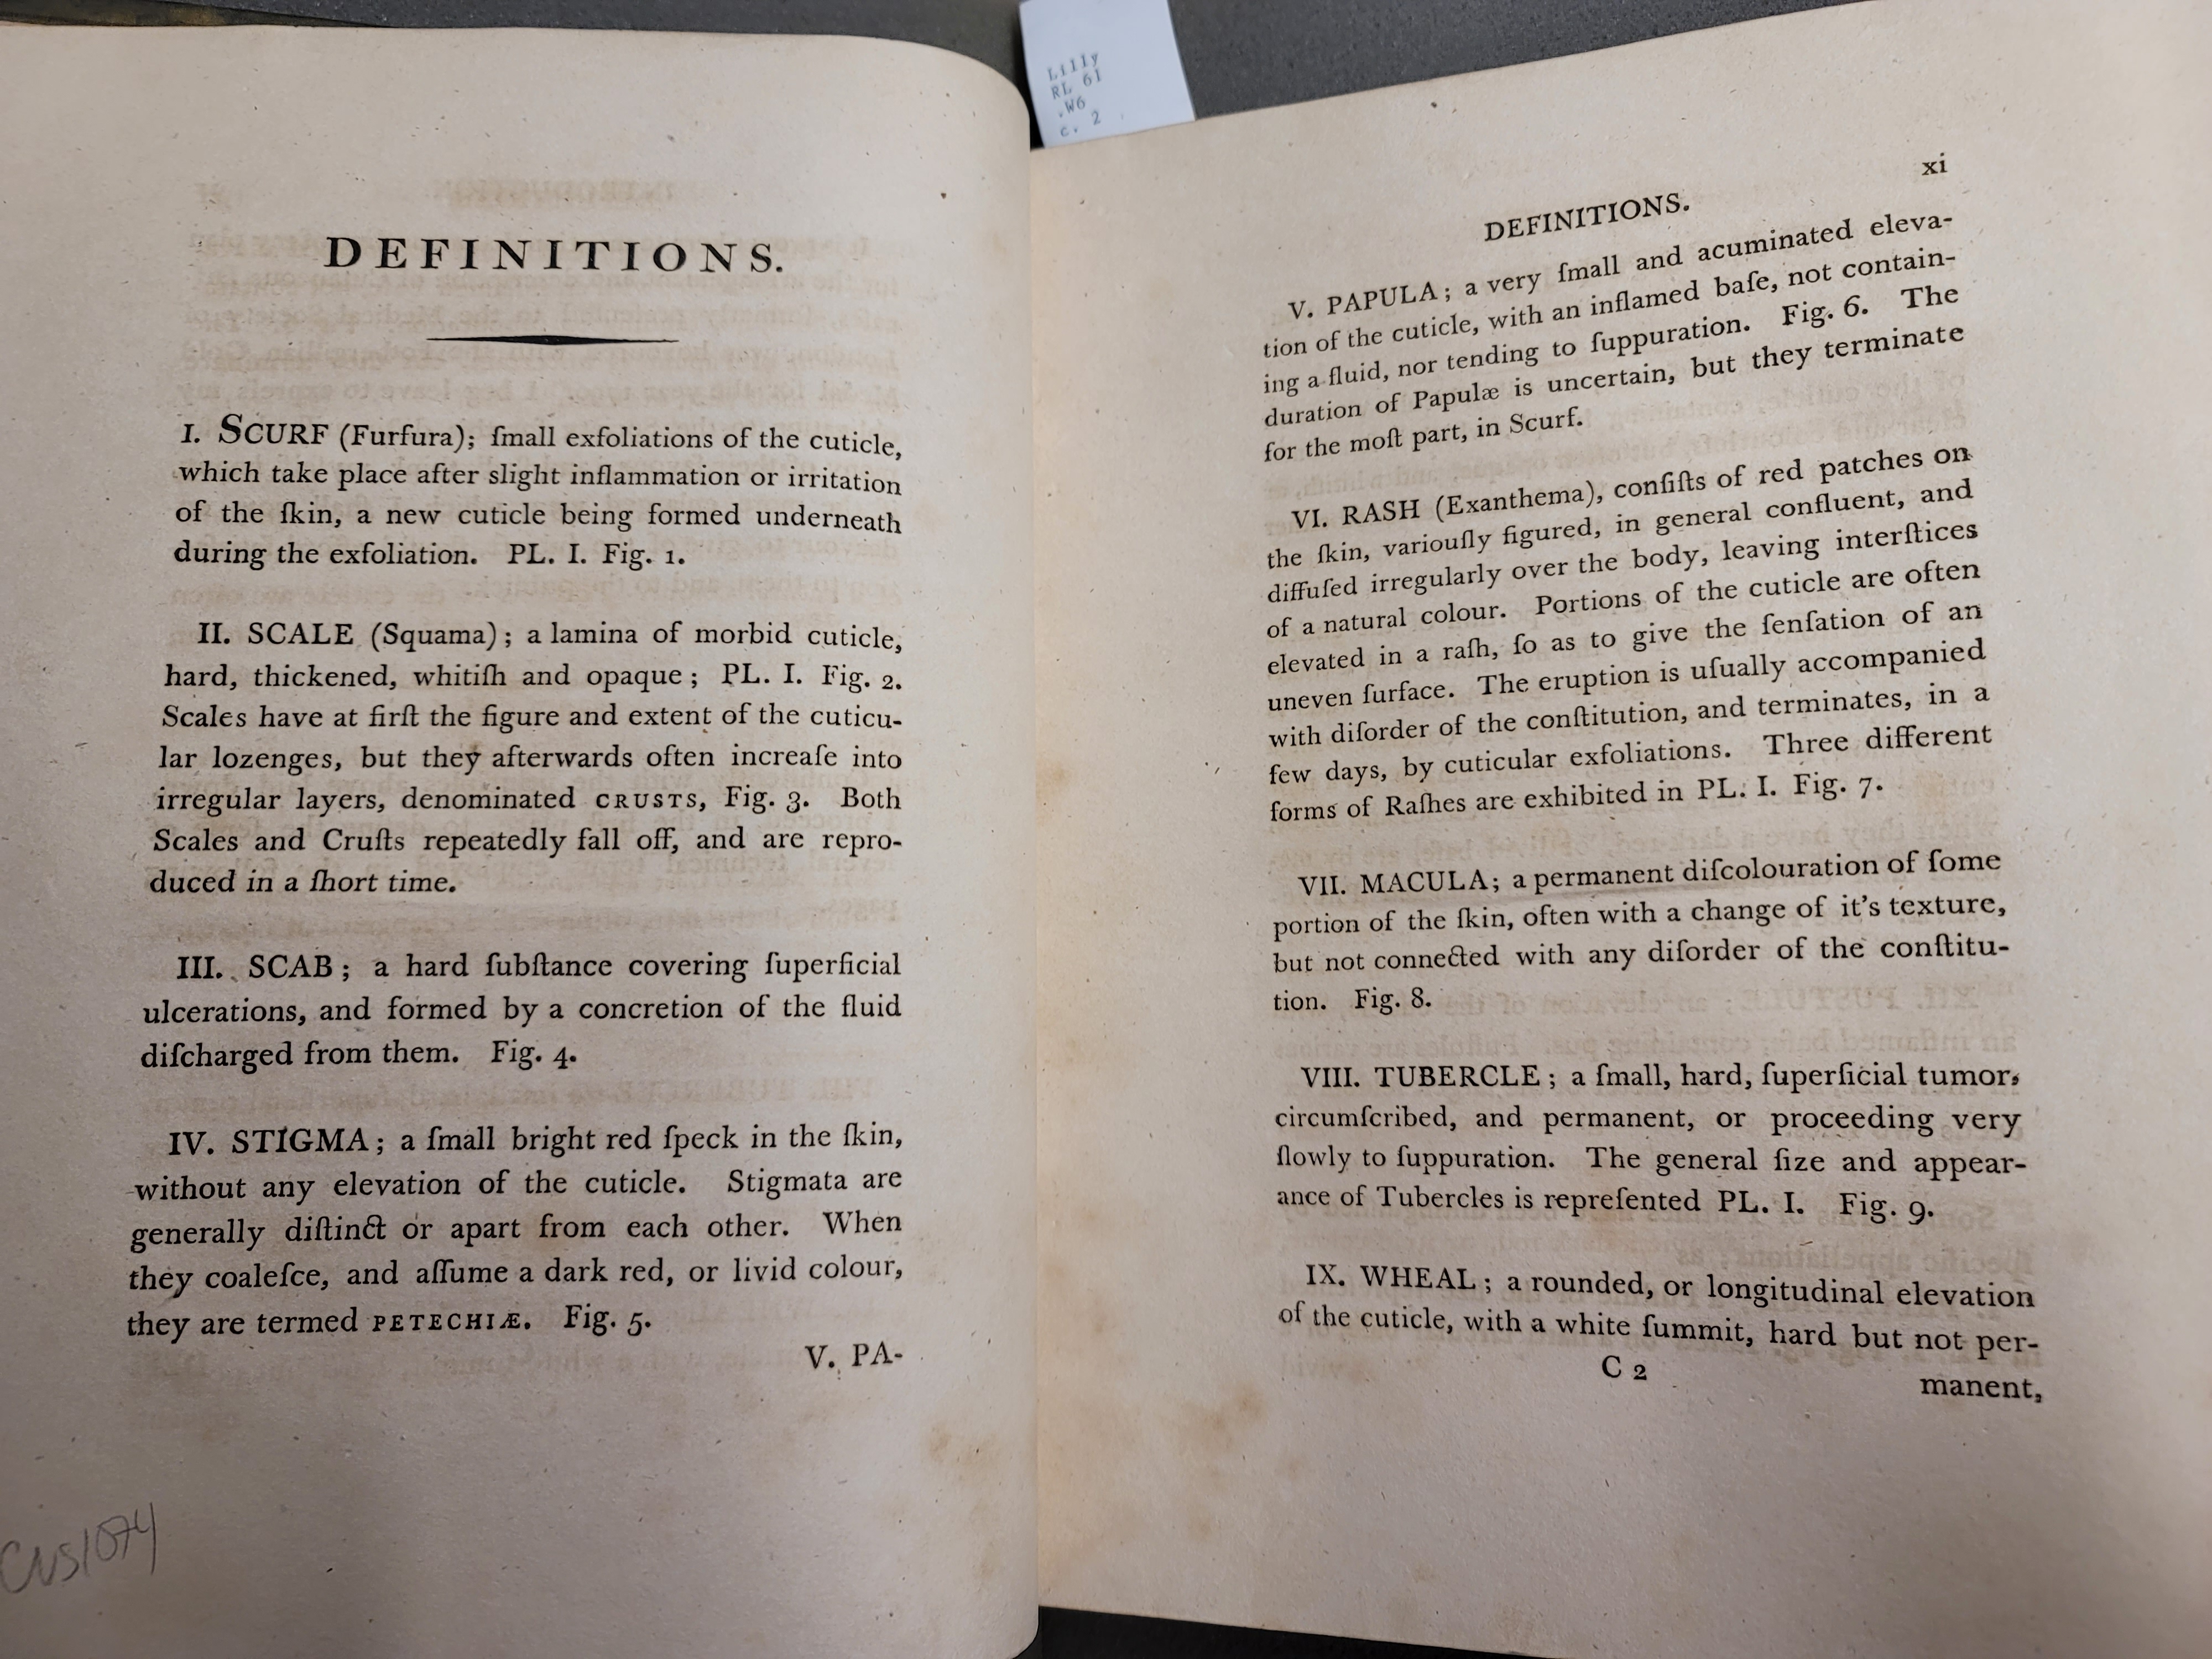 Lilly
RL 61
.W6
c. 2
DEFINITIONS.
I. SCURF (Furfura); ſmall exfoliations of the cuticle,
which take place after slight inflammation or irritation
of the ſkin, a new cuticle being formed underneath
during the exfoliation. PL. I. Fig. 1.
II. SCALE (Squama); a lamina of morbid cuticle,
hard, thickened, whitiſh and opaque; PL. I. Fig. 2.
Scales have at firſt the figure and extent of the cuticu-
lar lozenges, but they afterwards often increaſe into
irregular layers, denominated CRUSTS, Fig. 3. Both
Scales and Cruſts repeatedly fall off, and are repro-
duced in a ſhort time.
III. SCAB; a hard ſubſtance covering ſuperficial
ulcerations, and formed by a concretion of the fluid
diſcharged from them. Fig. 4.
IV. STIGMA; a ſmall bright red ſpeck in the ſkin,
without any elevation of the cuticle. Stigmata are
generally diſtinct or apart from each other. When
they coaleſce, and aſſume a dark red, or livid colour,
they are termed PETECHIÆ. Fig. 5.
V. PA-
CNS1074
xi
DEFINITIONS.
V. PAPULA; a very ſmall and acuminated eleva-
tion of the cuticle, with an inflamed baſe, not contain-
ing a fluid, nor tending to ſuppuration. Fig. 6. The
duration of Papulæ is uncertain, but they terminate
for the moſt part, in Scurf.
VI. RASH (Exanthema), conſiſts of red patches on
the ſkin, variouſly figured, in general confluent, and
diffuſed irregularly over the body, leaving interſtices
of a natural colour. Portions of the cuticle are often
elevated in a raſh, ſo as to give the ſenſation of an
uneven ſurface. The eruption is uſually accompanied
with diſorder of the conſtitution, and terminates, in a
few days, by cuticular exfoliations. Three different
forms of Raſhes are exhibited in PL. I. Fig. 7.
VII. MACULA; a permanent diſcolouration of ſome
portion of the ſkin, often with a change of it's texture,
but not connected with any diſorder of the conſtitu-
tion. Fig. 8.
VIII. TUBERCLE; a ſmall, hard, ſuperficial tumor,
circumſcribed, and permanent, or proceeding very
ſlowly to ſuppuration. The general ſize and appear-
ance of Tubercles is repreſented PL. I. Fig. 9.
IX. WHEAL; a rounded, or longitudinal elevation
of the cuticle, with a white ſummit, hard but not per-
C 2
manent,